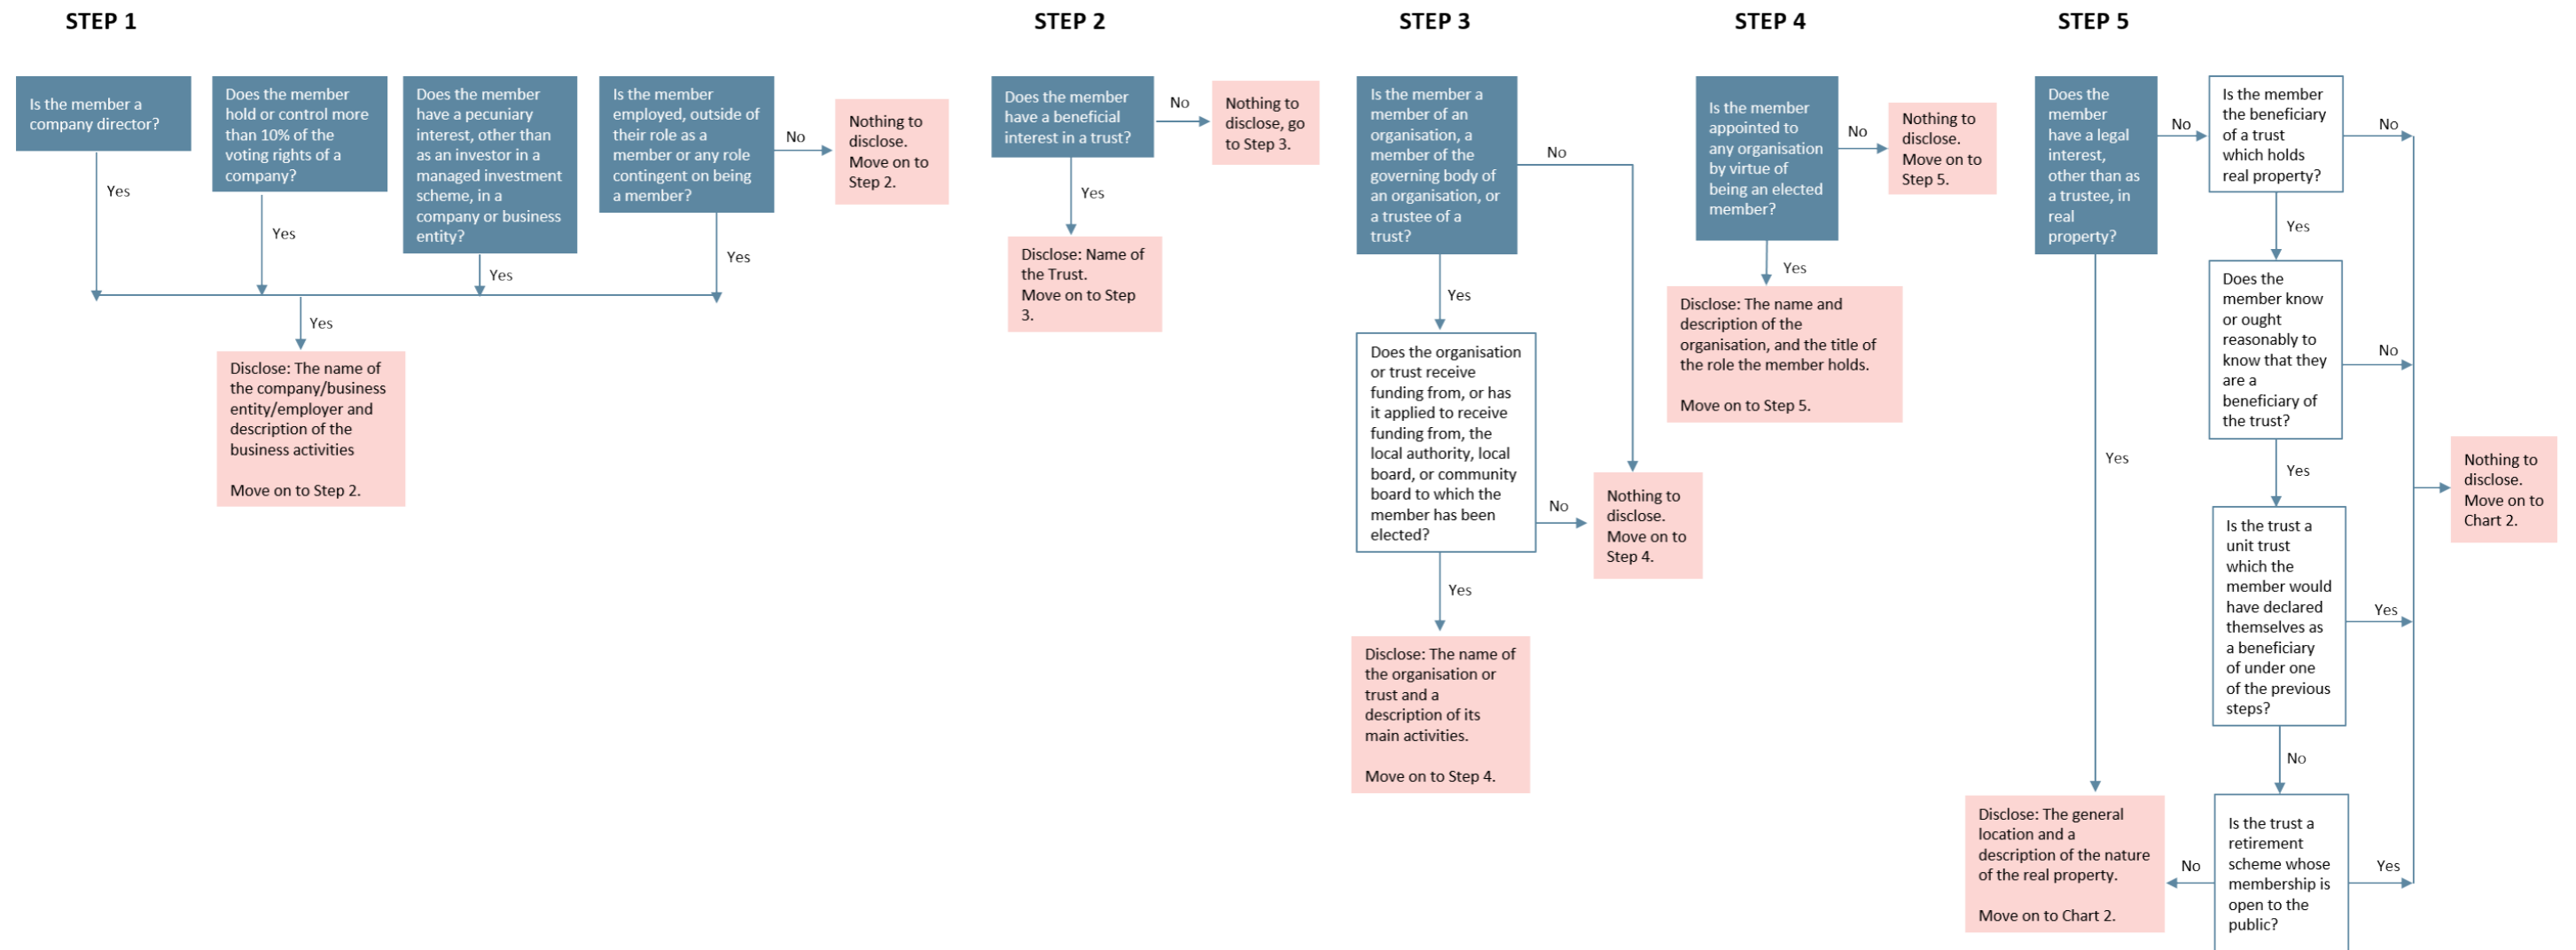 STEP 1
Is the member a
company director?
Yes
Does the member
hold or control more
than 10% of the
voting rights of a
company?
Yes
Does the member
have a pecuniary
interest, other than
as an investor in a
managed investment
scheme, in a
company or business
entity?
Yes
Is the member
employed, outside of
their role as a
member or any role
contingent on being
a member?
Yes
No
Nothing to
disclose.
Move on to
Step 2.
Yes
Disclose: The name of
the company/business
entity/employer and
description of the
business activities
Move on to Step 2.
STEP 2
Does the member
have a beneficial
interest in a trust?
No
Nothing to
disclose, go
to Step 3.
Yes
Disclose: Name of
the Trust.
Move on to Step
3.
STEP 3
Is the member a
member of an
organisation, a
member of the
governing body of
an organisation, or
a trustee of a
trust?
No
Yes
Does the organisation
or trust receive
funding from, or has
it applied to receive
funding from, the
local authority, local
board, or community
board to which the
member has been
elected?
No
Nothing to
disclose.
Move on to
Step 4.
Yes
Disclose: The name of
the organisation or
trust and a
description of its
main activities.
Move on to Step 4.
STEP 4
Is the member
appointed to
any organisation
by virtue of
being an elected
member?
No
Nothing to
disclose.
Move on to
Step 5.
Yes
Disclose: The name and
description of the
organisation, and the title of
the role the member holds.
Move on to Step 5.
STEP 5
Does the
member
have a legal
interest,
other than as
a trustee, in
real
property?
No
Yes
Is the member
the beneficiary
of a trust
which holds
real property?
No
Yes
Does the
member know
or ought
reasonably to
know that they
are a
beneficiary of
the trust?
No
Yes
Is the trust a
unit trust
which the
member would
have declared
themselves as
a beneficiary
of under one
of the previous
steps?
Yes
No
Is the trust a
retirement
scheme whose
membership is
open to the
public?
Yes
No
Nothing to
disclose.
Move on to
Chart 2.
Disclose: The general
location and a
description of the nature
of the real property.
Move on to Chart 2.